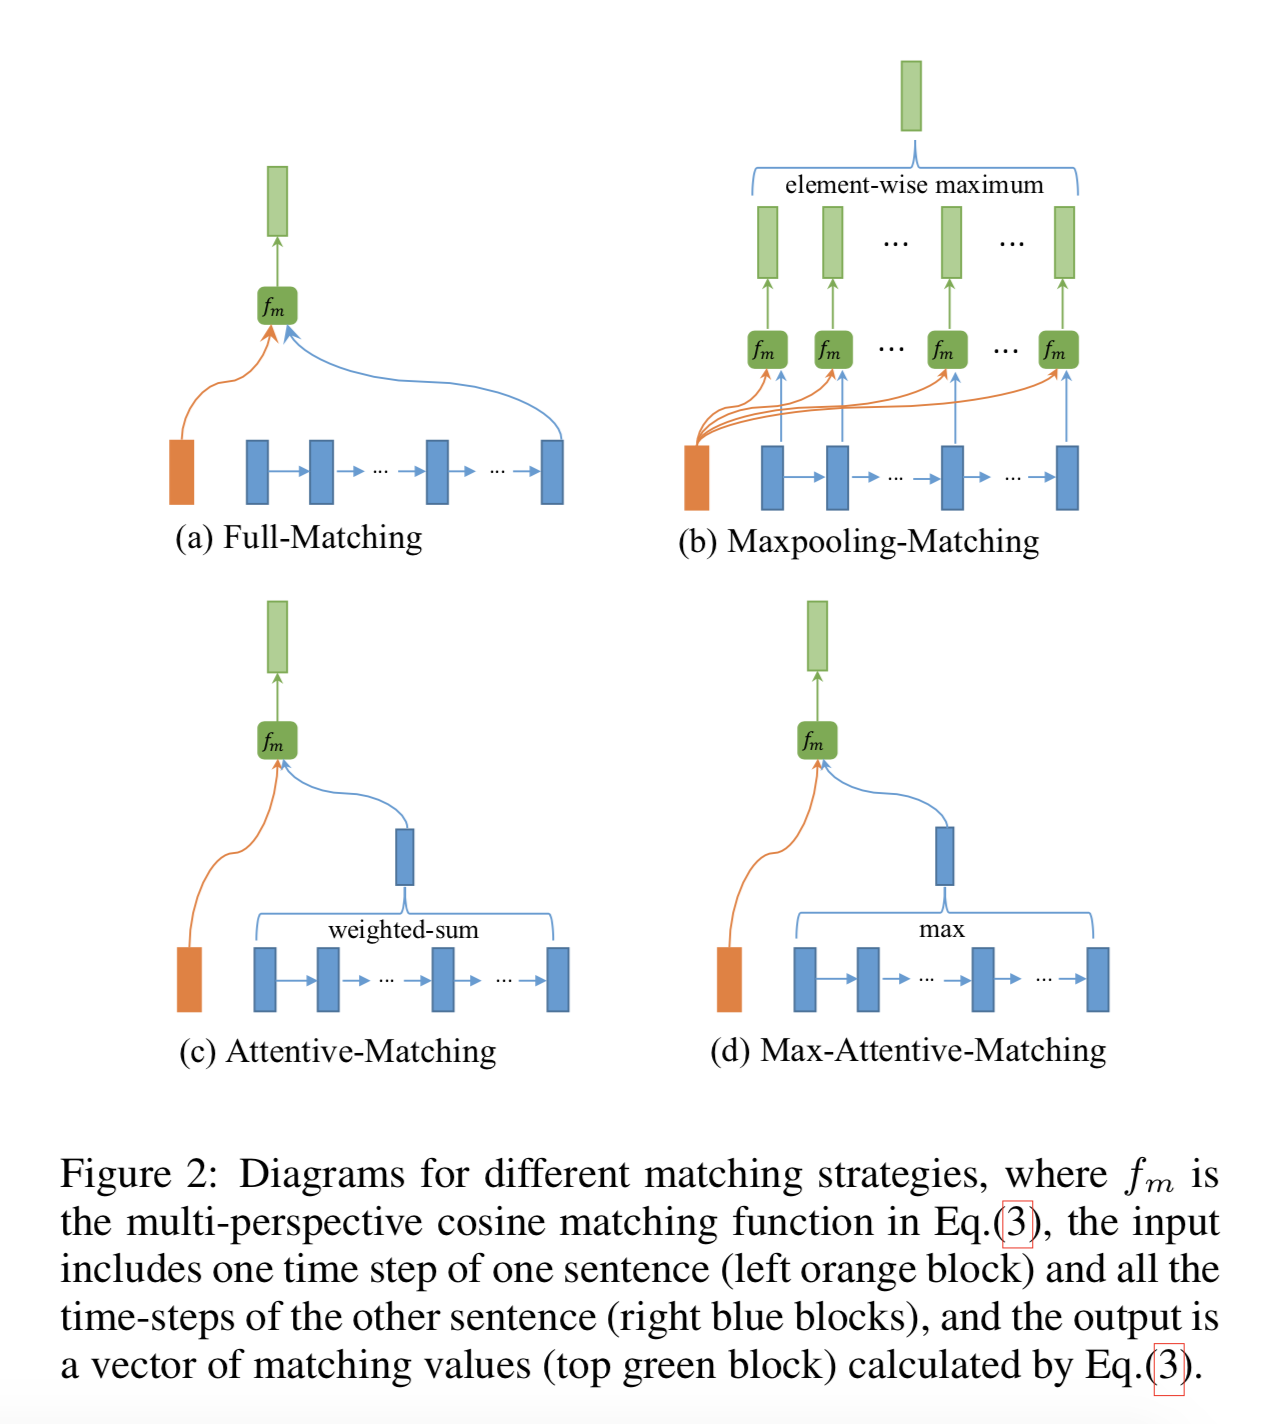 element-wise maximum
f_m
f_m f_m ... f_m ... f_m
... ...
(a) Full-Matching
(b) Maxpooling-Matching
f_m
weighted-sum
(c) Attentive-Matching
f_m
max
(d) Max-Attentive-Matching
Figure 2: Diagrams for different matching strategies, where f_m is
the multi-perspective cosine matching function in Eq.(3), the input
includes one time step of one sentence (left orange block) and all the
time-steps of the other sentence (right blue blocks), and the output is
a vector of matching values (top green block) calculated by Eq.(3).